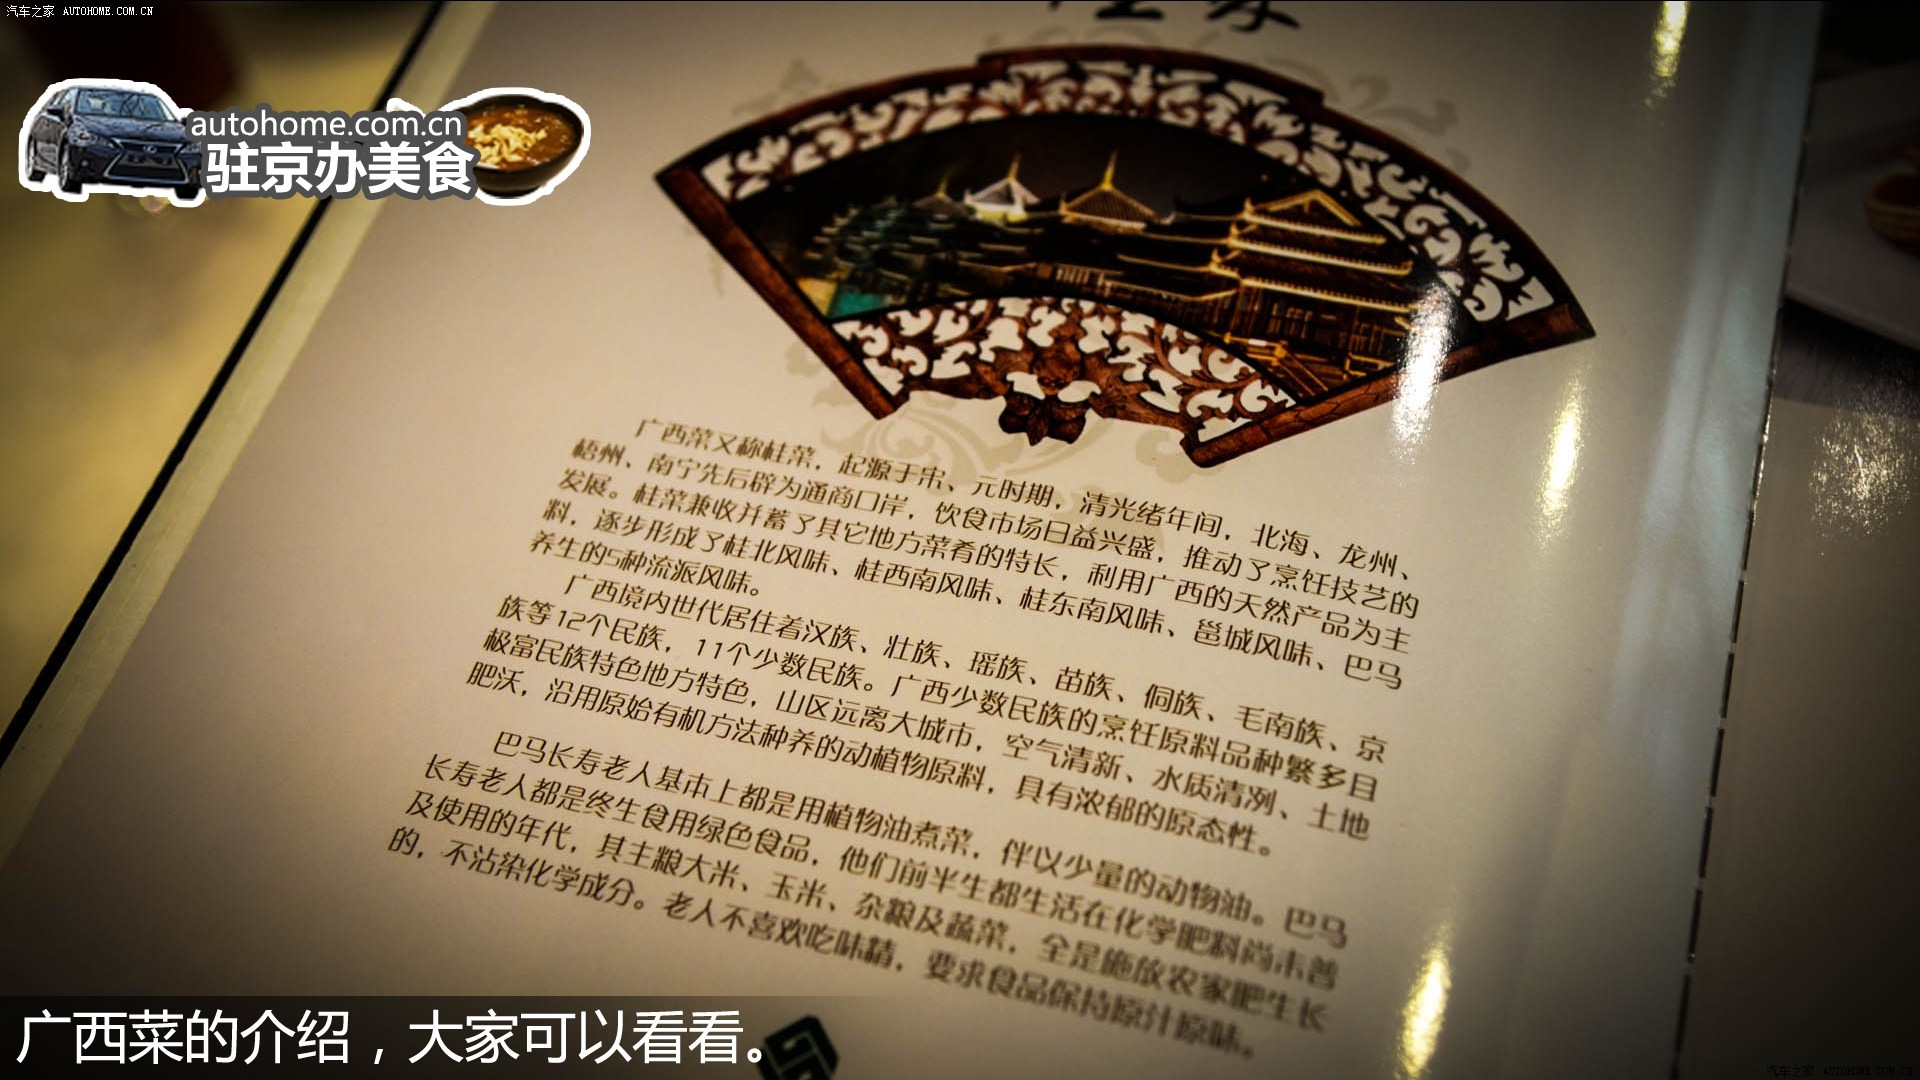 汽车之家 AUTOHOME.COM.CN
autohome.com.cn
驻京办美食
广西菜又称桂菜，起源于宋、元时期，清光绪年间，北海、龙州、
梧州、南宁先后辟为通商口岸，饮食市场日益兴盛，推动了烹饪技艺的
发展。桂菜兼收并蓄了其它地方菜肴的特长，利用广西的天然产品为主
料，逐步形成了桂北风味、桂西南风味、桂东南风味、邕城风味、巴马
养生的5种流派风味。
广西境内世代居住着汉族、壮族、瑶族、苗族、侗族、毛南族、京
族等12个民族，11个少数民族。广西少数民族的烹饪原料品种繁多且
极富民族特色地方特色，山区远离大城市，空气清新、水质清冽、土地
肥沃，沿用原始有机方法种养的动植物原料，具有浓郁的原态性。
巴马长寿老人基本上都是用植物油煮菜，伴以少量的动物油。巴马
长寿老人都是终生食用绿色食品，他们前半生都生活在化学肥料尚未普
及使用的年代，其主粮大米、玉米、杂粮及蔬菜，全是施放农家肥生长
的，不沾染化学成分。老人不喜欢吃味精，要求食品保持原汁原味。
广西菜的介绍，大家可以看看。
汽车之家 AUTOHOME.COM.CN